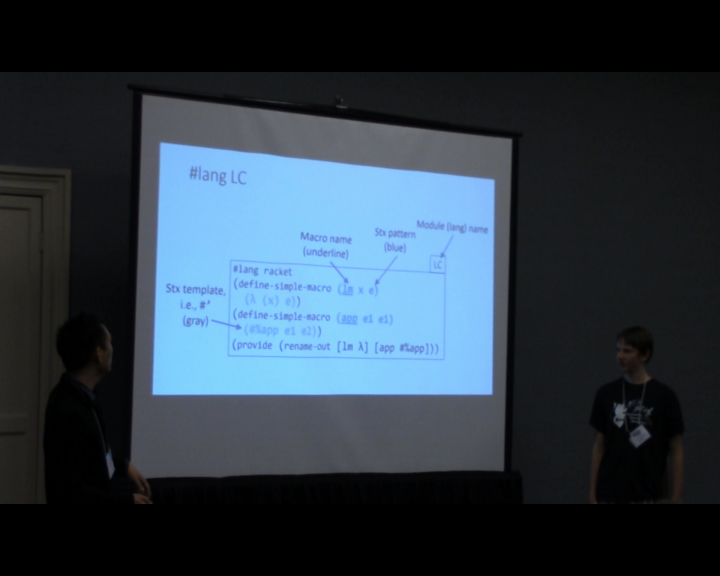 #lang LC
Module (lang) name
Stx pattern
(blue)
Macro name
(underline)
LC
Stx template,
i.e., #'
(gray)
#lang racket
(define-simple-macro (lm x e)
(λ (x) e))
(define-simple-macro (app e1 e1)
(#%app e1 e2))
(provide (rename-out [lm λ] [app #%app]))